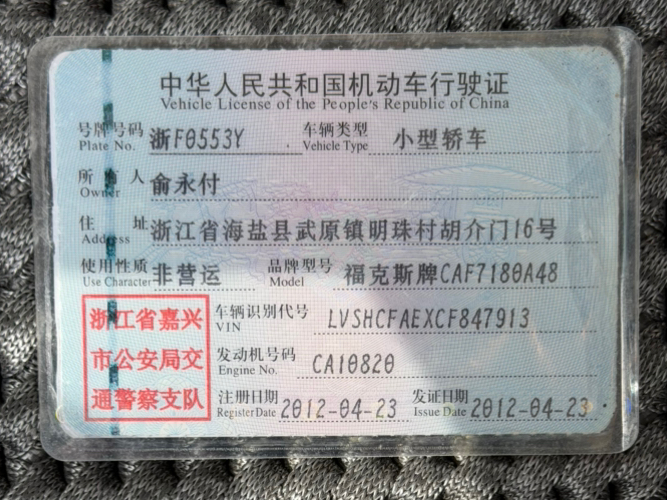 中华人民共和国机动车行驶证
Vehicle License of the People's Republic of China
号牌号码 浙F0553Y 车辆类型 小型轿车
Plate No. Vehicle Type
所有人 俞永付
Owner
住址 浙江省海盐县武原镇明珠村胡介门16号
Address
使用性质 非营运 品牌型号 福克斯牌CAF7180A48
Use Character Model
浙江省嘉兴
市公安局交
通警察支队
车辆识别代号 LVSHCFAEXCF847913
VIN
发动机号码 CA10820
Engine No.
注册日期 2012-04-23 发证日期 2012-04-23
Register Date Issue Date